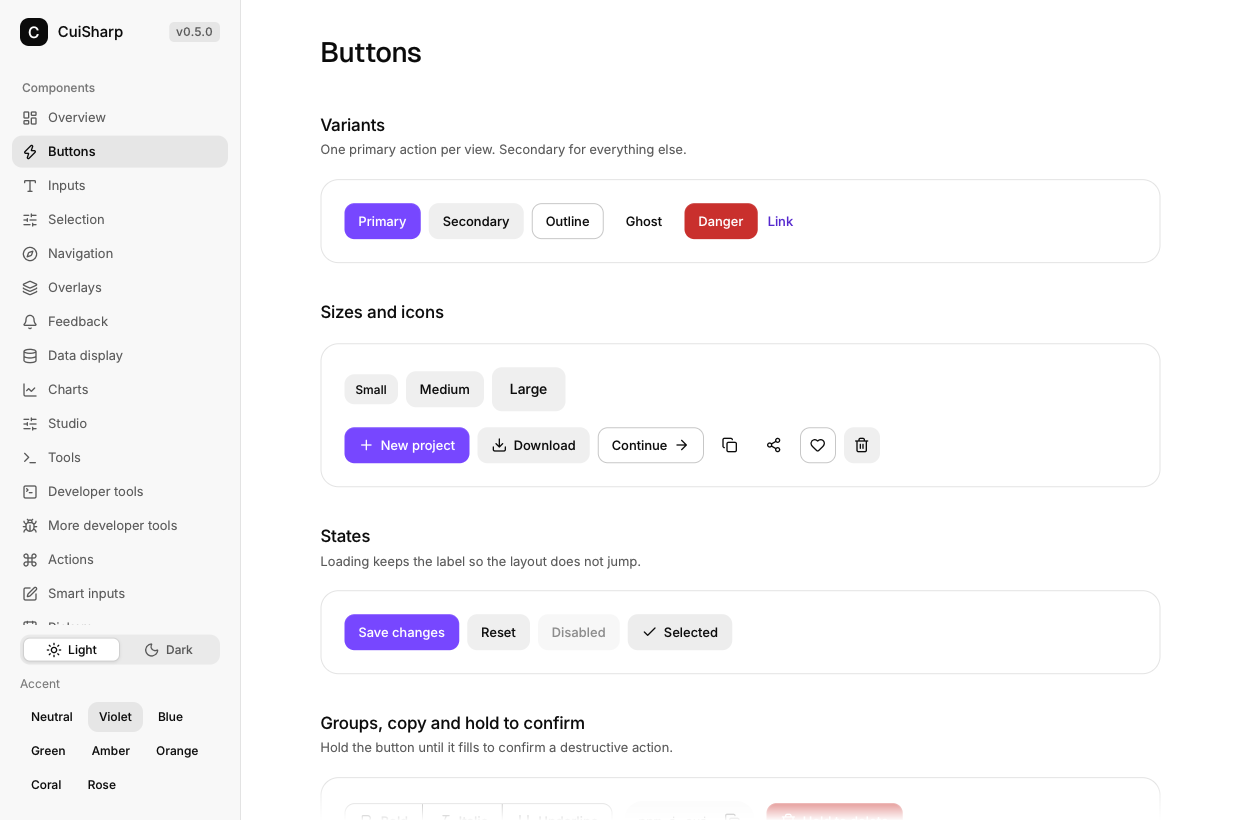 C CuiSharp v0.5.0
Components
Overview
Buttons
Inputs
Selection
Navigation
Overlays
Feedback
Data display
Charts
Studio
Tools
Developer tools
More developer tools
Actions
Smart inputs
Light Dark
Accent
Neutral Violet Blue
Green Amber Orange
Coral Rose
Buttons
Variants
One primary action per view. Secondary for everything else.
Primary Secondary Outline Ghost Danger Link
Sizes and icons
Small Medium Large
New project Download Continue
States
Loading keeps the label so the layout does not jump.
Save changes Reset Disabled Selected
Groups, copy and hold to confirm
Hold the button until it fills to confirm a destructive action.